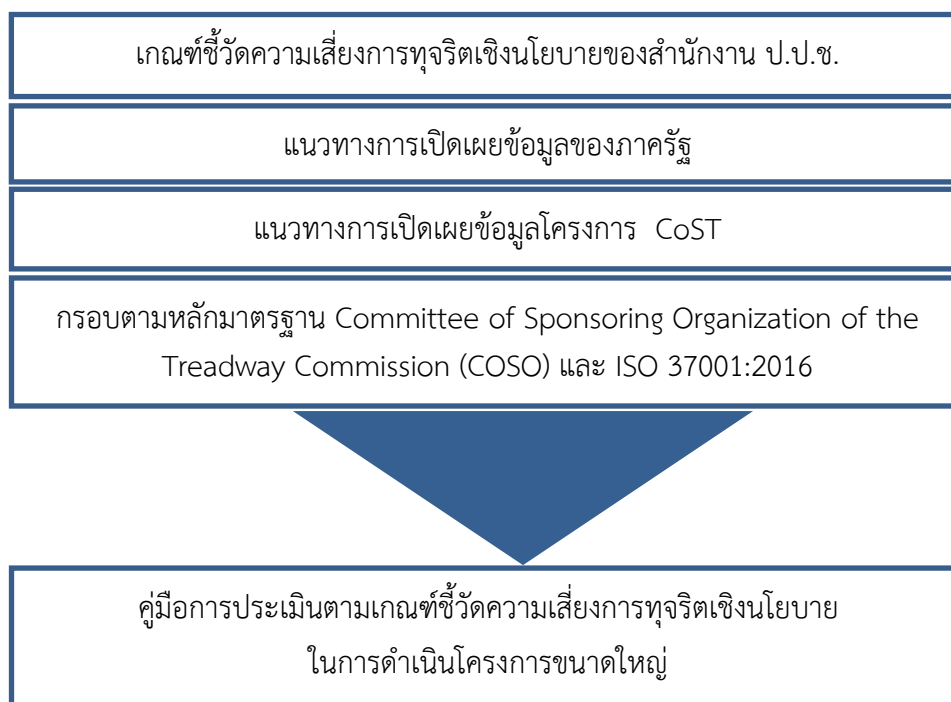 เกณฑ์ชี้วัดความเสี่ยงการทุจริตเชิงนโยบายของสำนักงาน ป.ป.ช.
แนวทางการเปิดเผยข้อมูลของภาครัฐ
แนวทางการเปิดเผยข้อมูลโครงการ CoST
กรอบตามหลักมาตรฐาน Committee of Sponsoring Organization of the
Treadway Commission (COSO) และ ISO 37001:2016
คู่มือการประเมินตามเกณฑ์ชี้วัดความเสี่ยงการทุจริตเชิงนโยบาย
ในการดำเนินโครงการขนาดใหญ่